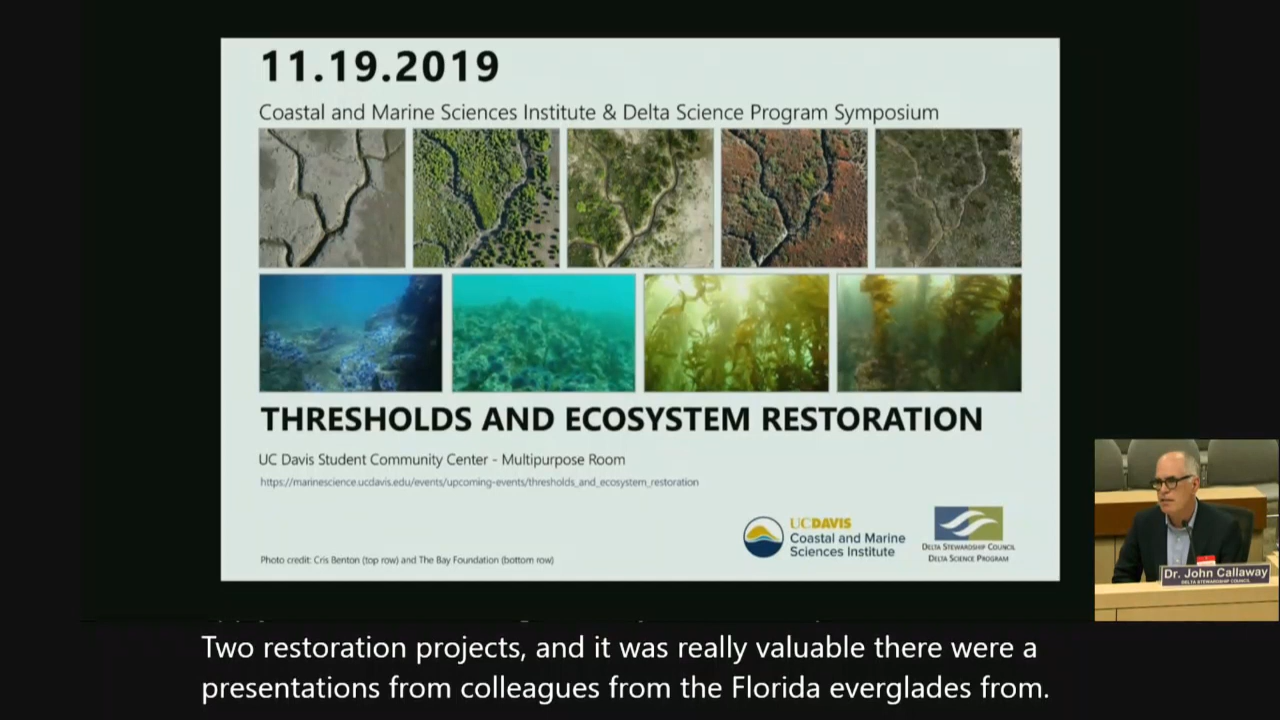 11.19.2019
Coastal and Marine Sciences Institute & Delta Science Program Symposium
THRESHOLDS AND ECOSYSTEM RESTORATION
UC Davis Student Community Center - Multipurpose Room
https://marinescience.ucdavis.edu/events/upcoming-events/thresholds_and_ecosystem_restoration
UCDAVIS
Coastal and Marine
Sciences Institute
DELTA STEWARDSHIP COUNCIL
DELTA SCIENCE PROGRAM
Photo credit: Cris Benton (top row) and The Bay Foundation (bottom row)
Dr. John Callaway
DELTA STEWARDSHIP COUNCIL
Two restoration projects, and it was really valuable there were a
presentations from colleagues from the Florida everglades from.